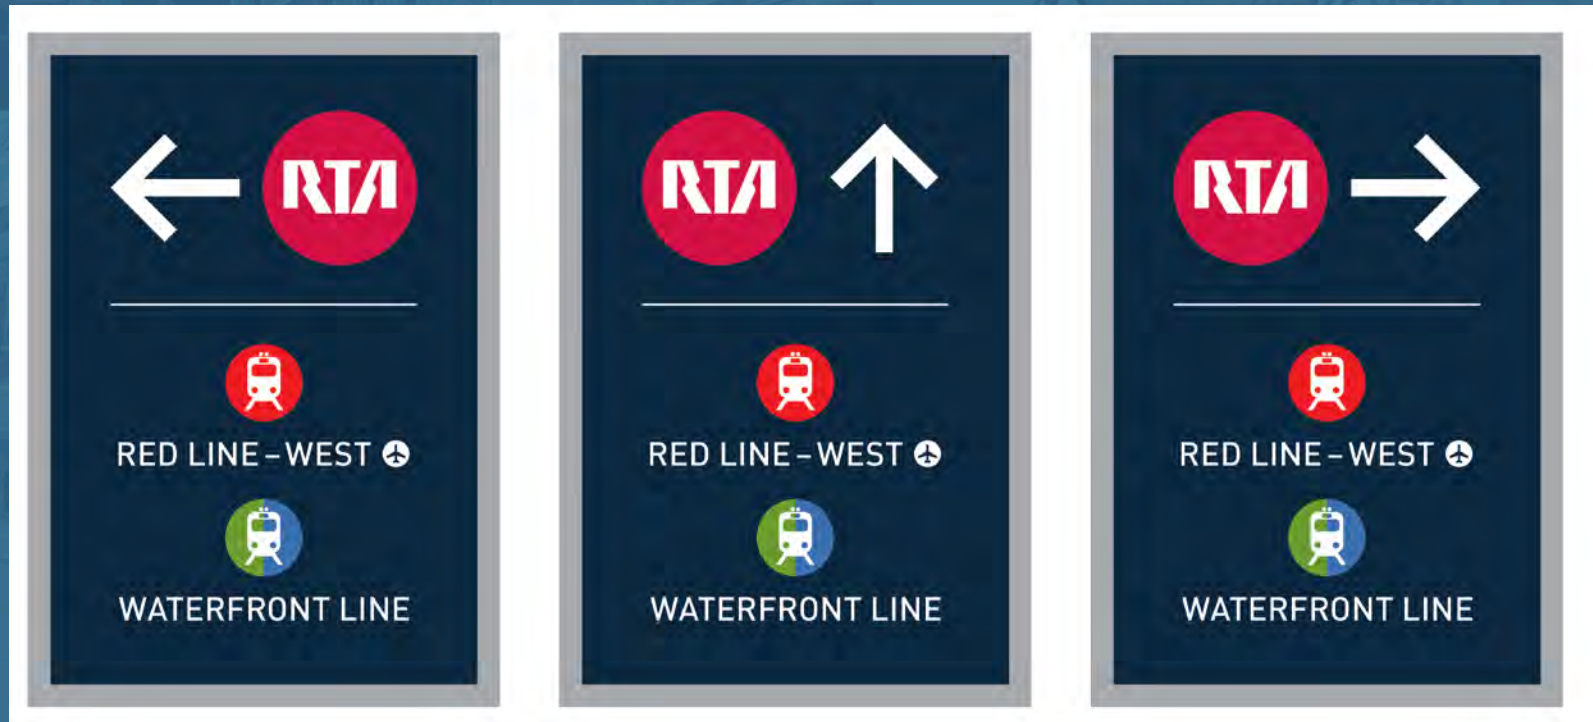 RTA
RED LINE – WEST
WATERFRONT LINE
RTA
RED LINE – WEST
WATERFRONT LINE
RTA
RED LINE – WEST
WATERFRONT LINE